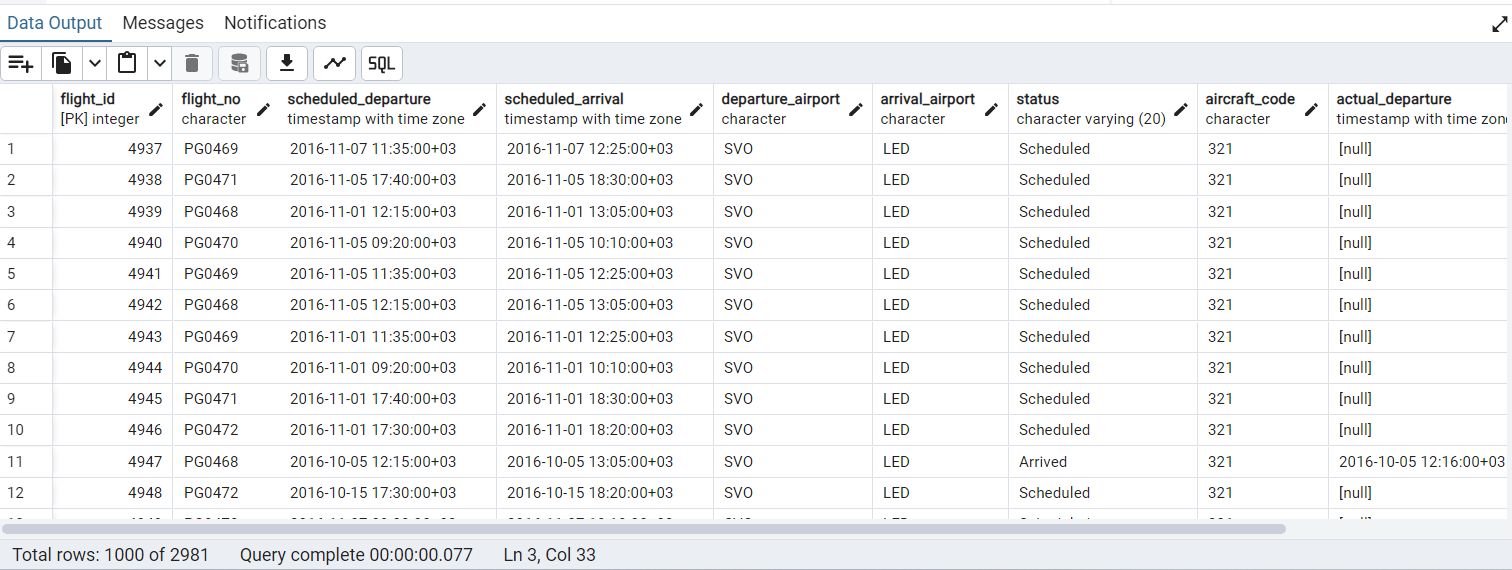 Data Output Messages Notifications
SQL
flight_id flight_no scheduled_departure scheduled_arrival departure_airport arrival_airport status aircraft_code actual_departure
[PK] integer character timestamp with time zone timestamp with time zone character character character varying (20) character timestamp with time zon
1 4937 PG0469 2016-11-07 11:35:00+03 2016-11-07 12:25:00+03 SVO LED Scheduled 321 [null]
2 4938 PG0471 2016-11-05 17:40:00+03 2016-11-05 18:30:00+03 SVO LED Scheduled 321 [null]
3 4939 PG0468 2016-11-01 12:15:00+03 2016-11-01 13:05:00+03 SVO LED Scheduled 321 [null]
4 4940 PG0470 2016-11-05 09:20:00+03 2016-11-05 10:10:00+03 SVO LED Scheduled 321 [null]
5 4941 PG0469 2016-11-05 11:35:00+03 2016-11-05 12:25:00+03 SVO LED Scheduled 321 [null]
6 4942 PG0468 2016-11-05 12:15:00+03 2016-11-05 13:05:00+03 SVO LED Scheduled 321 [null]
7 4943 PG0469 2016-11-01 11:35:00+03 2016-11-01 12:25:00+03 SVO LED Scheduled 321 [null]
8 4944 PG0470 2016-11-01 09:20:00+03 2016-11-01 10:10:00+03 SVO LED Scheduled 321 [null]
9 4945 PG0471 2016-11-01 17:40:00+03 2016-11-01 18:30:00+03 SVO LED Scheduled 321 [null]
10 4946 PG0472 2016-11-01 17:30:00+03 2016-11-01 18:20:00+03 SVO LED Scheduled 321 [null]
11 4947 PG0468 2016-10-05 12:15:00+03 2016-10-05 13:05:00+03 SVO LED Arrived 321 2016-10-05 12:16:00+03
12 4948 PG0472 2016-10-15 17:30:00+03 2016-10-15 18:20:00+03 SVO LED Scheduled 321 [null]
Total rows: 1000 of 2981 Query complete 00:00:00.077 Ln 3, Col 33